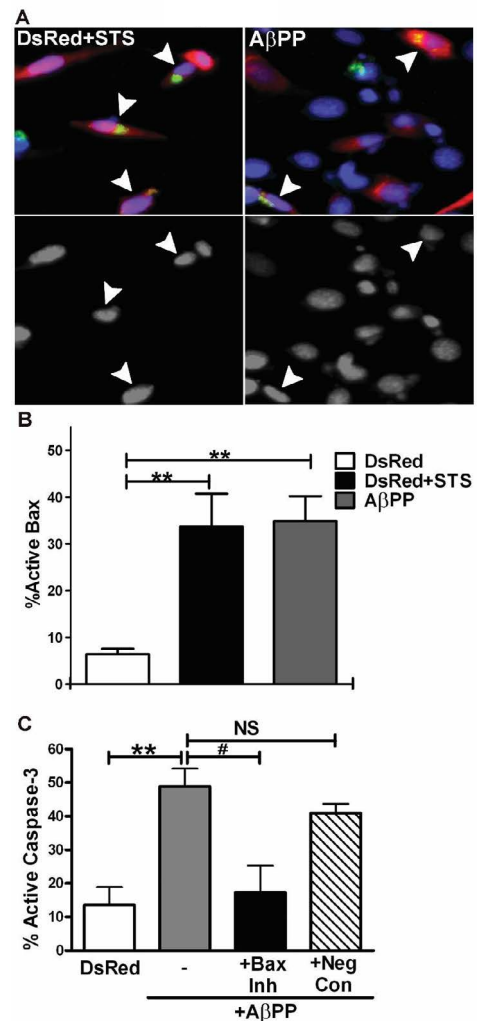 A
DsRed+STS
AβPP
B
%Active Bax
50
40
30
20
10
0
**
**
DsRed
DsRed+STS
AβPP
C
% Active Caspase-3
60
50
40
30
20
10
0
NS
**
#
DsRed
-
+Bax Inh
+Neg Con
+AβPP